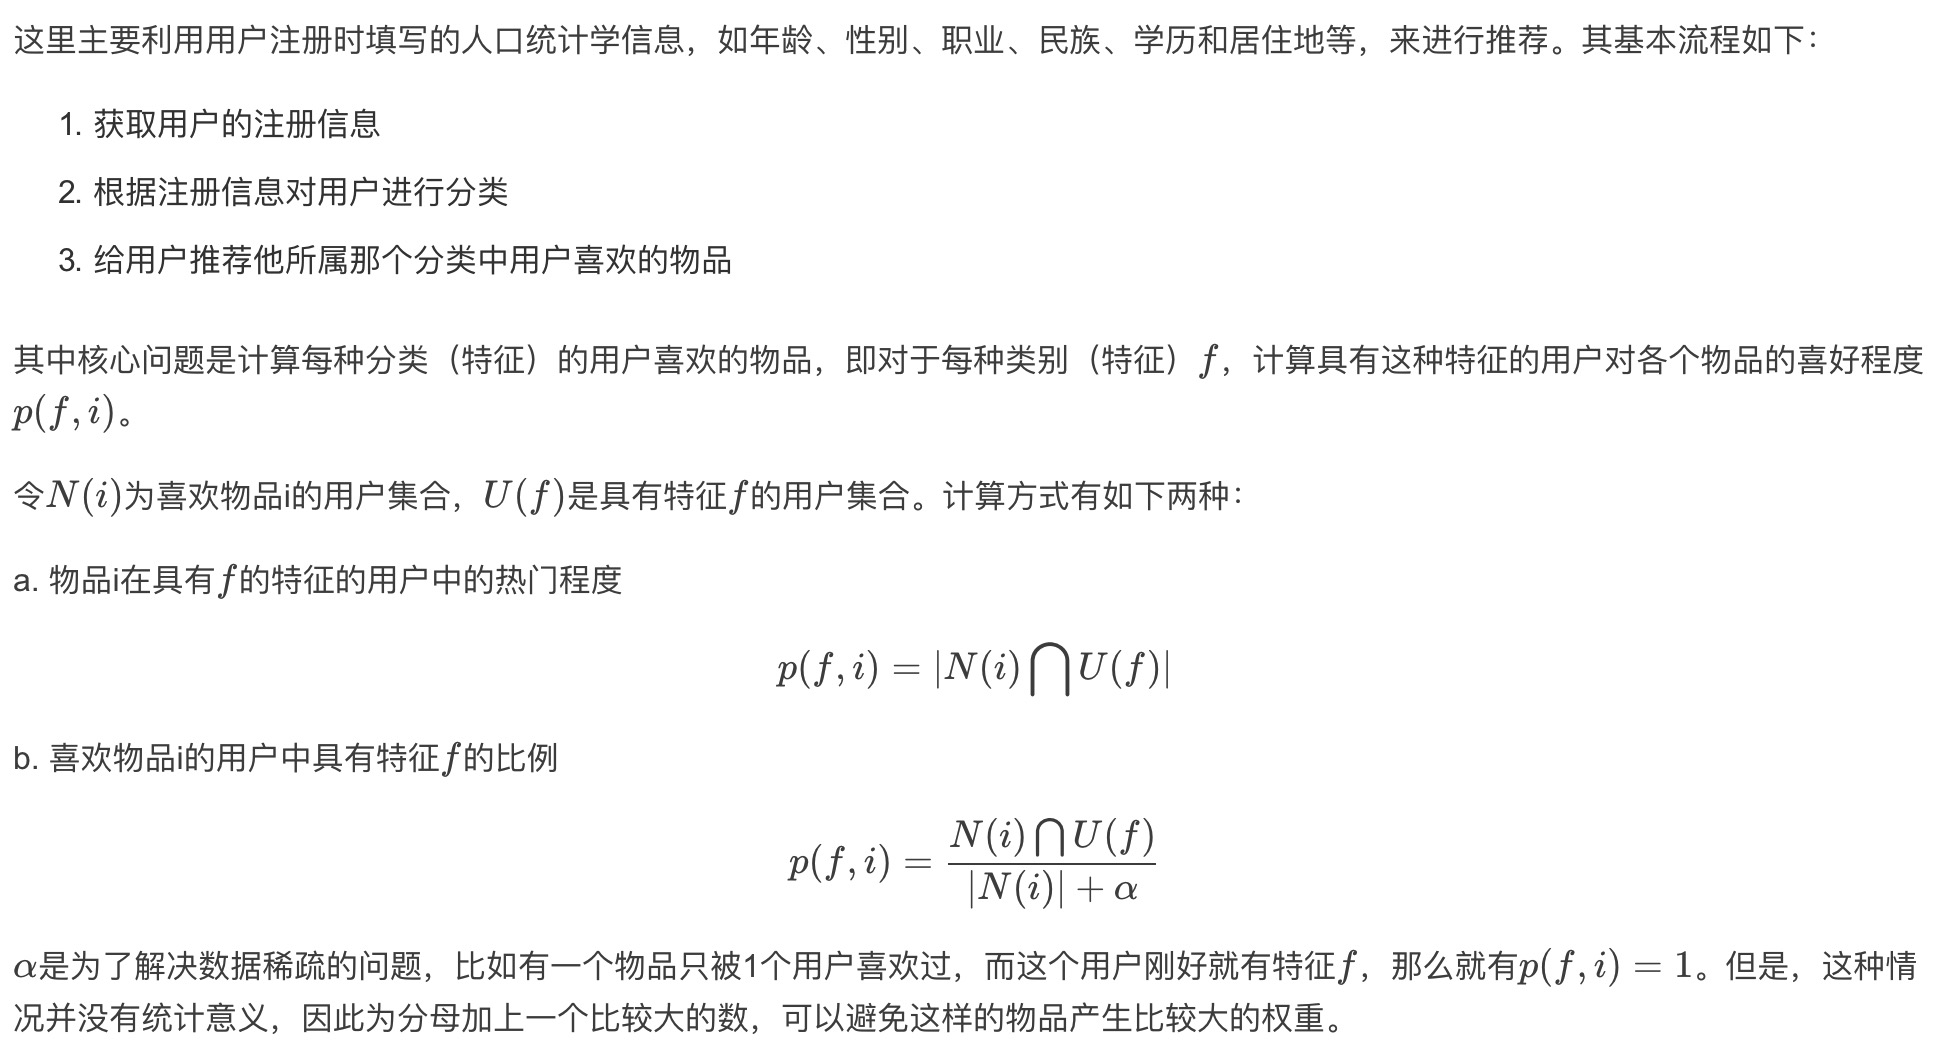 这里主要利用用户注册时填写的人口统计学信息，如年龄、性别、职业、民族、学历和居住地等，来进行推荐。其基本流程如下：
1. 获取用户的注册信息
2. 根据注册信息对用户进行分类
3. 给用户推荐他所属那个分类中用户喜欢的物品
其中核心问题是计算每种分类（特征）的用户喜欢的物品，即对于每种类别（特征）f，计算具有这种特征的用户对各个物品的喜好程度
p(f, i)。
令N(i)为喜欢物品i的用户集合，U(f)是具有特征f的用户集合。计算方式有如下两种：
a. 物品i在具有f的特征的用户中的热门程度
p(f, i) = |N(i) ⋂ U(f)|
b. 喜欢物品i的用户中具有特征f的比例
p(f, i) = \frac{N(i) ⋂ U(f)}{|N(i)| + α}
α是为了解决数据稀疏的问题，比如有一个物品只被1个用户喜欢过，而这个用户刚好就有特征f，那么就有p(f, i) = 1。但是，这种情
况并没有统计意义，因此为分母加上一个比较大的数，可以避免这样的物品产生比较大的权重。